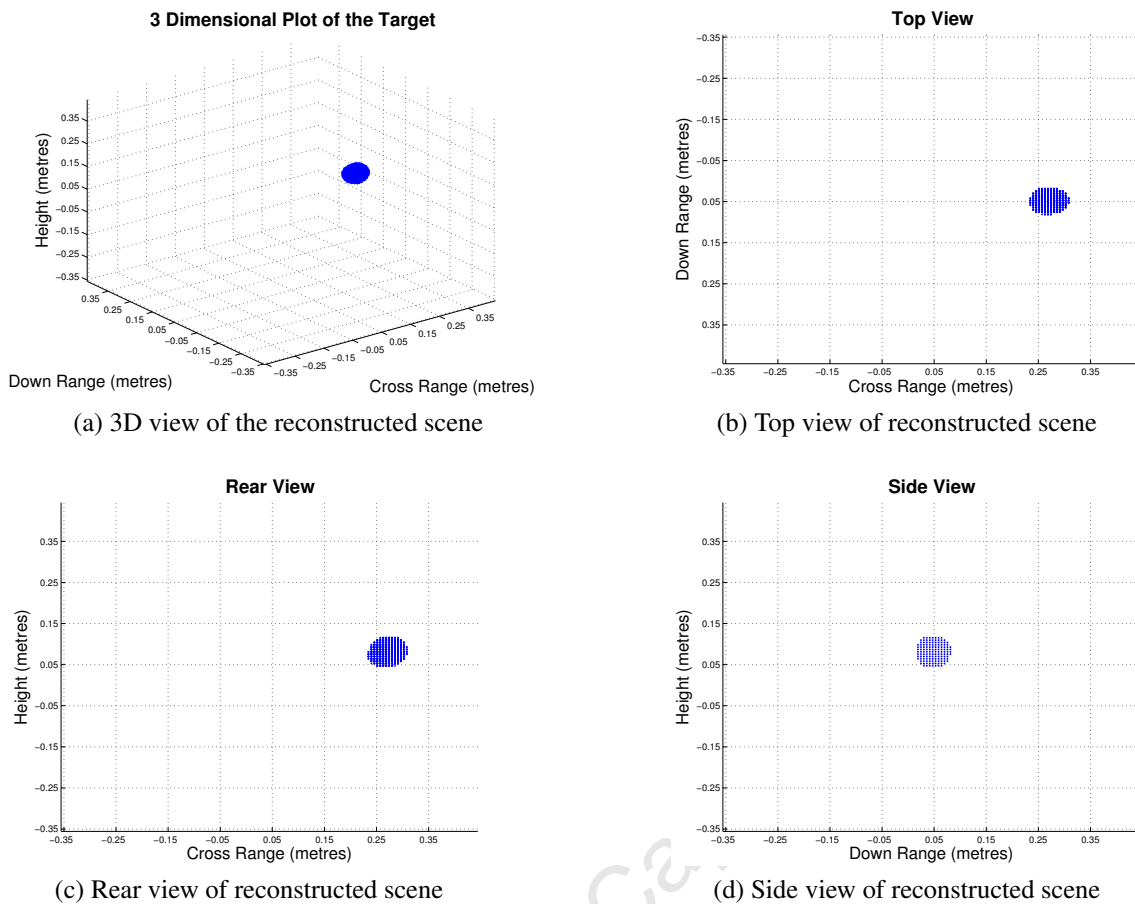 3 Dimensional Plot of the Target
0.35
0.25
0.15
0.05
−0.05
−0.15
−0.25
−0.35
Height (metres)
0.35
0.25
0.15
0.05
−0.05
−0.15
−0.25
−0.35
Down Range (metres)
−0.35
−0.25
−0.15
−0.05
0.05
0.15
0.25
0.35
Cross Range (metres)
(a) 3D view of the reconstructed scene
Top View
−0.35
−0.25
−0.15
−0.05
0.05
0.15
0.25
0.35
Down Range (metres)
−0.35 −0.25 −0.15 −0.05 0.05 0.15 0.25 0.35
Cross Range (metres)
(b) Top view of reconstructed scene
Rear View
0.35
0.25
0.15
0.05
−0.05
−0.15
−0.25
−0.35
Height (metres)
−0.35 −0.25 −0.15 −0.05 0.05 0.15 0.25 0.35
Cross Range (metres)
(c) Rear view of reconstructed scene
Side View
0.35
0.25
0.15
0.05
−0.05
−0.15
−0.25
−0.35
Height (metres)
−0.35 −0.25 −0.15 −0.05 0.05 0.15 0.25 0.35
Down Range (metres)
(d) Side view of reconstructed scene